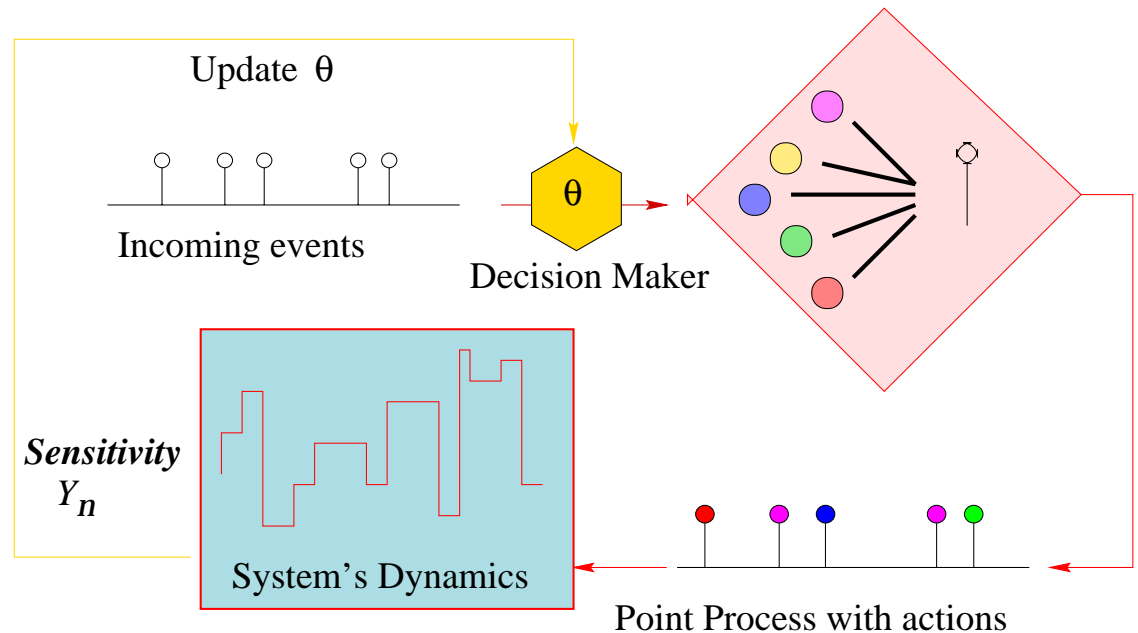 Update θ
Incoming events
θ
Decision Maker
Sensitivity
Yn
System's Dynamics
Point Process with actions